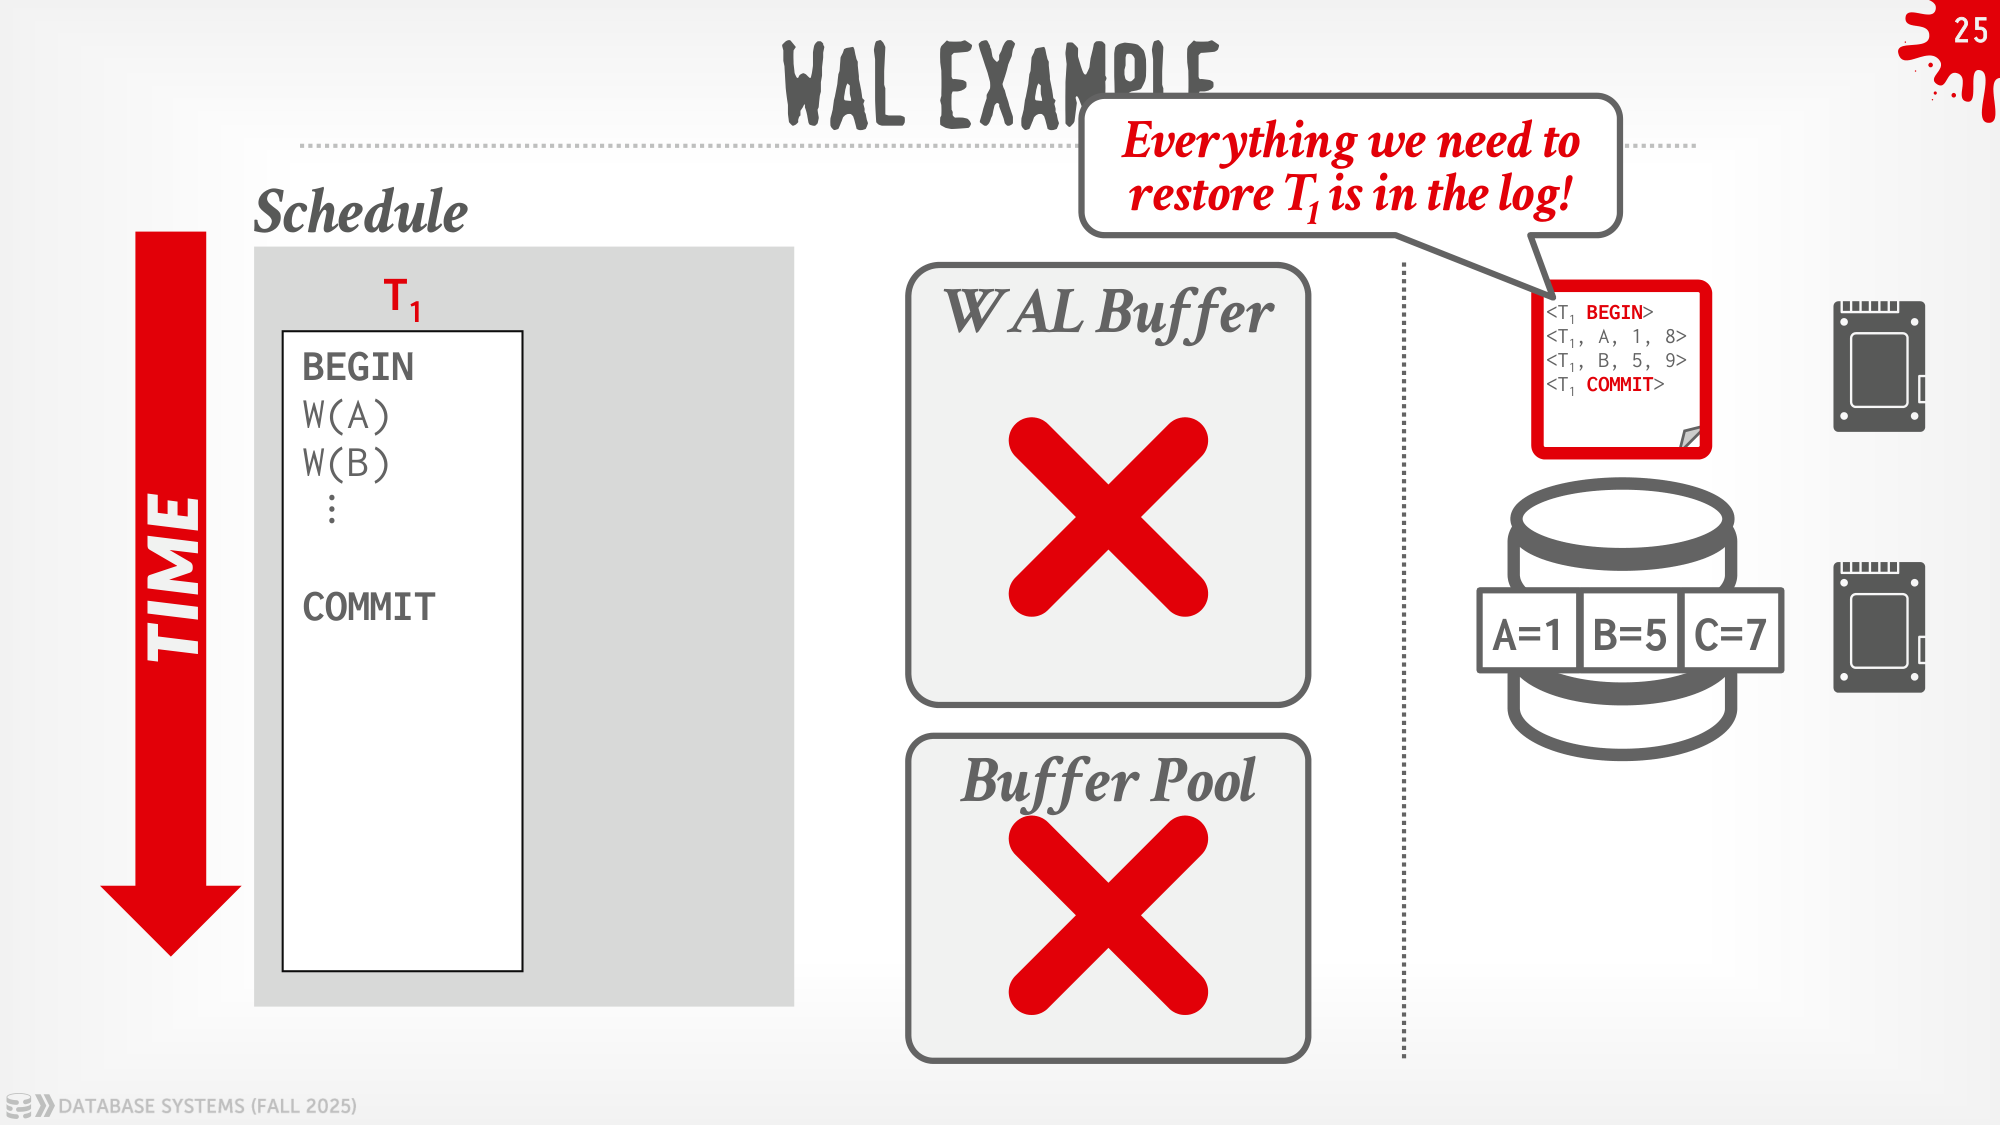 25
WAL EXAMPLE
Everything we need to
restore T1 is in the log!
Schedule
TIME
T1
BEGIN
W(A)
W(B)
⋮
COMMIT
WAL Buffer
Buffer Pool
<T1 BEGIN>
<T1, A, 1, 8>
<T1, B, 5, 9>
<T1 COMMIT>
A=1 B=5 C=7
DATABASE SYSTEMS (FALL 2025)